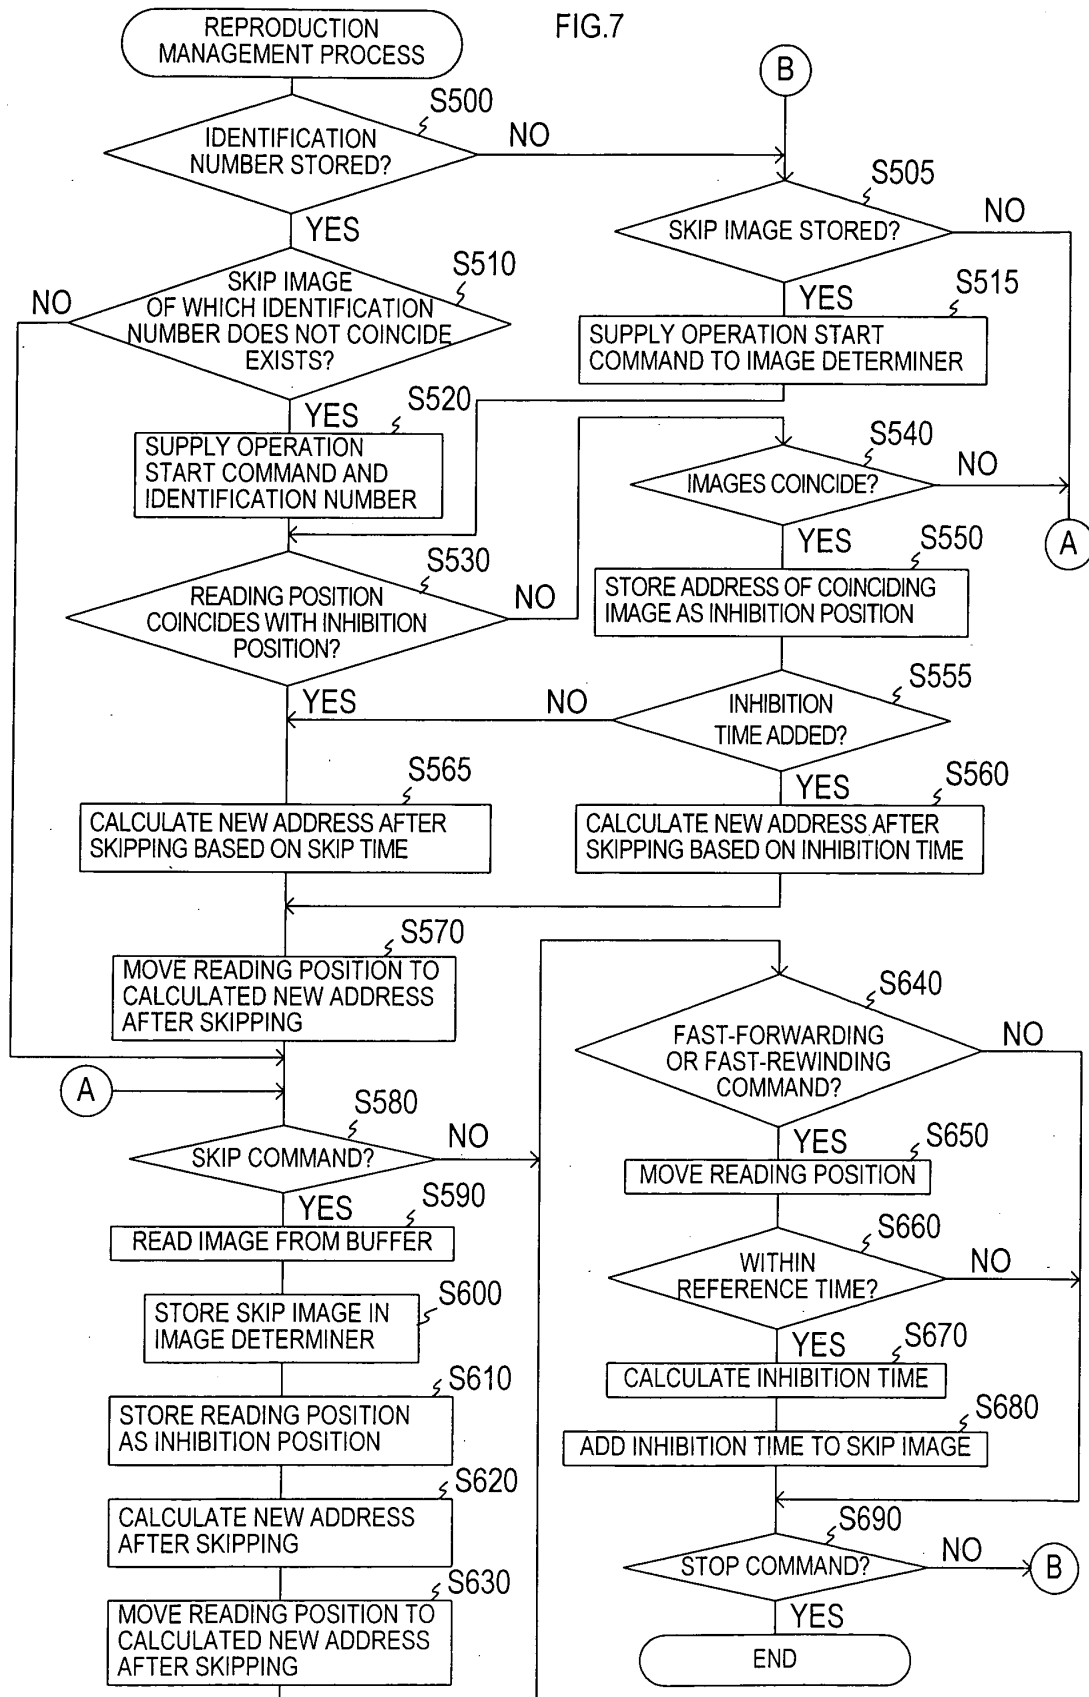 FIG.7
REPRODUCTION
MANAGEMENT PROCESS
B
S500
IDENTIFICATION
NUMBER STORED?
NO
YES
S505
SKIP IMAGE STORED?
NO
YES
S510
SKIP IMAGE
OF WHICH IDENTIFICATION
NUMBER DOES NOT COINCIDE
EXISTS?
NO
YES
S515
SUPPLY OPERATION START
COMMAND TO IMAGE DETERMINER
S520
SUPPLY OPERATION
START COMMAND AND
IDENTIFICATION NUMBER
S540
IMAGES COINCIDE?
NO
YES
A
S530
READING POSITION
COINCIDES WITH INHIBITION
POSITION?
NO
YES
S550
STORE ADDRESS OF COINCIDING
IMAGE AS INHIBITION POSITION
S555
INHIBITION
TIME ADDED?
NO
YES
S565
CALCULATE NEW ADDRESS AFTER
SKIPPING BASED ON SKIP TIME
S560
CALCULATE NEW ADDRESS AFTER
SKIPPING BASED ON INHIBITION TIME
S570
MOVE READING POSITION TO
CALCULATED NEW ADDRESS
AFTER SKIPPING
A
S580
SKIP COMMAND?
NO
YES
S590
READ IMAGE FROM BUFFER
S600
STORE SKIP IMAGE IN
IMAGE DETERMINER
S610
STORE READING POSITION
AS INHIBITION POSITION
S620
CALCULATE NEW ADDRESS
AFTER SKIPPING
S630
MOVE READING POSITION TO
CALCULATED NEW ADDRESS
AFTER SKIPPING
S640
FAST-FORWARDING
OR FAST-REWINDING
COMMAND?
NO
YES
S650
MOVE READING POSITION
S660
WITHIN
REFERENCE TIME?
NO
YES
S670
CALCULATE INHIBITION TIME
S680
ADD INHIBITION TIME TO SKIP IMAGE
S690
STOP COMMAND?
NO
B
YES
END